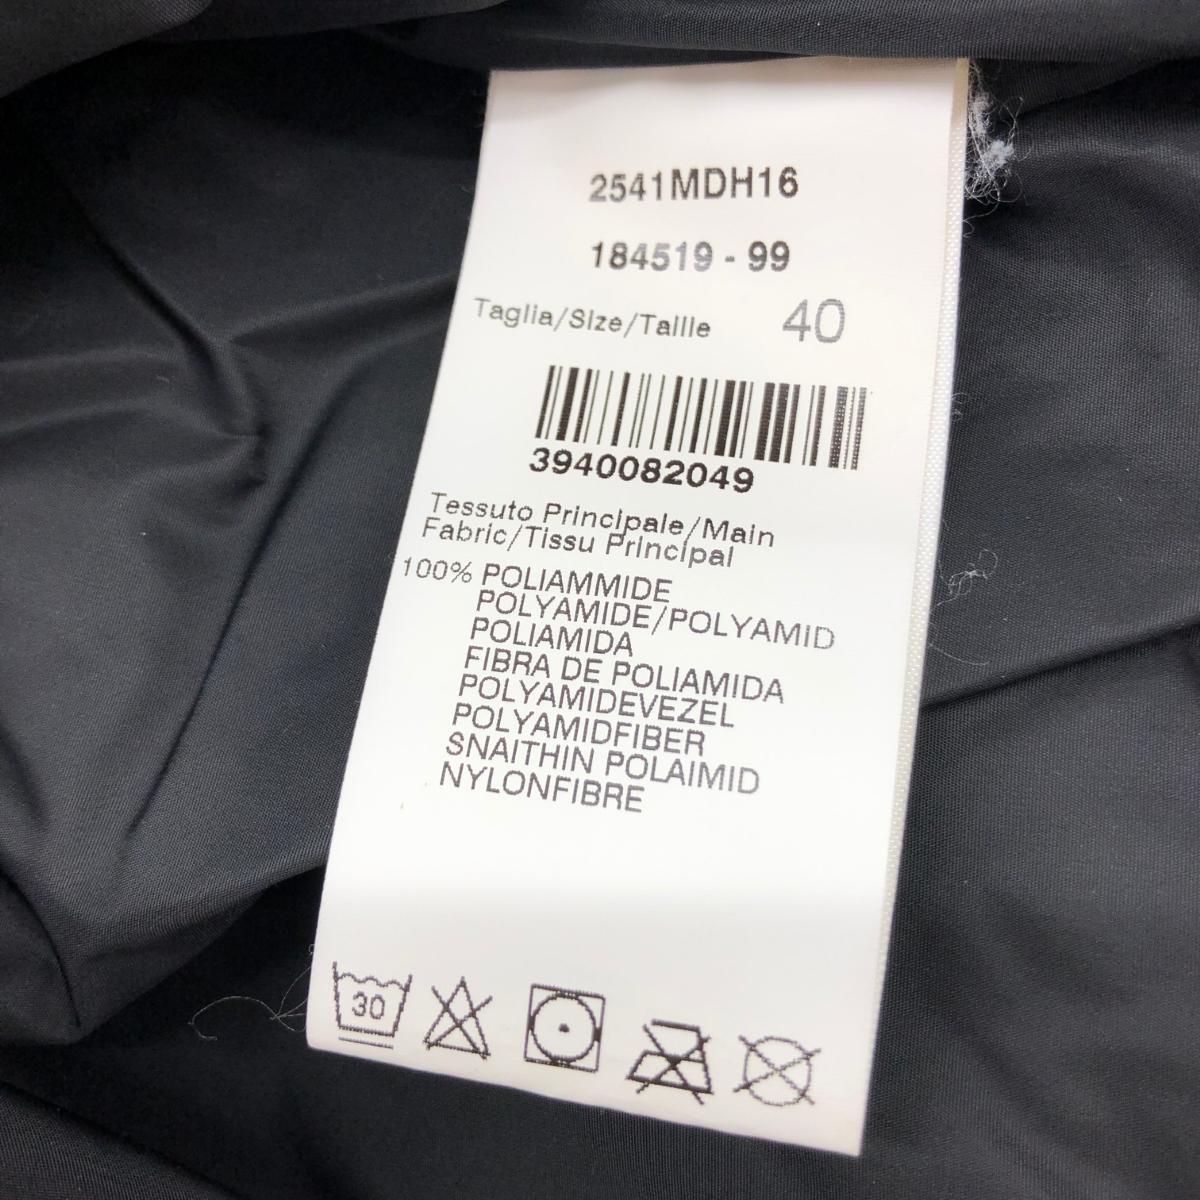 2541MDH16
184519 - 99
Taglia/Size/Taille 40
3940082049
Tessuto Principale/Main
Fabric/Tissu Principal
100% POLIAMMIDE
POLYAMIDE/POLYAMID
POLIAMIDA
FIBRA DE POLIAMIDA
POLYAMIDEVEZEL
POLYAMIDFIBER
SNAITHIN POLAIMID
NYLONFIBRE
30